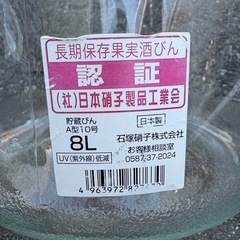 長期保存果実酒びん
認証
(社)日本硝子製品工業会
貯蔵びん
A型10号
8L
UV(紫外線)低減
日本製
石塚硝子株式会社
お客様相談室
0587-37-2024
4 963972 82